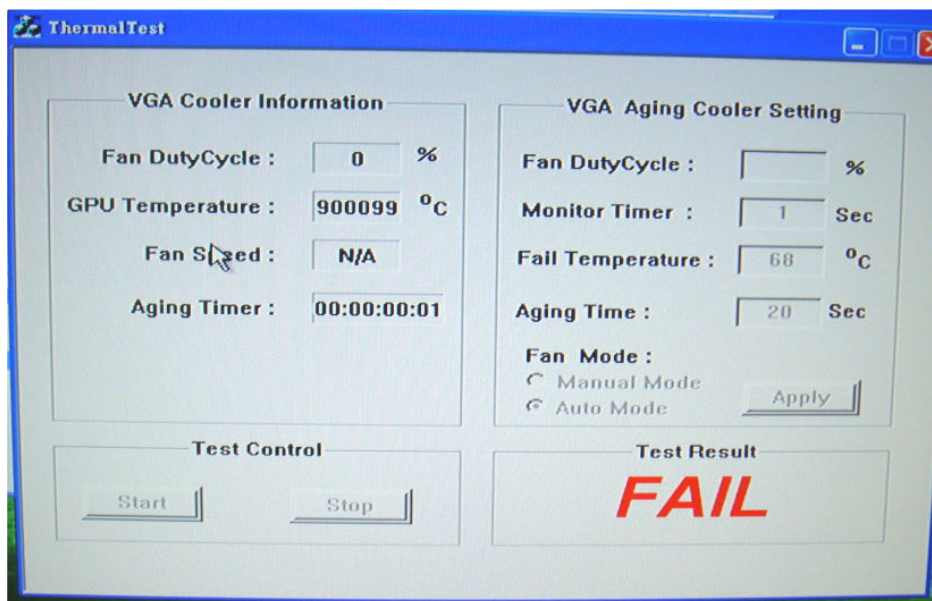 ThermalTest
VGA Cooler Information
Fan DutyCycle : 0 %
GPU Temperature : 900099 °C
Fan Speed : N/A
Aging Timer : 00:00:00:01
VGA Aging Cooler Setting
Fan DutyCycle : %
Monitor Timer : 1 Sec
Fail Temperature : 68 °C
Aging Time : 20 Sec
Fan Mode :
Manual Mode
Auto Mode
Apply
Test Control
Start Stop
Test Result
FAIL